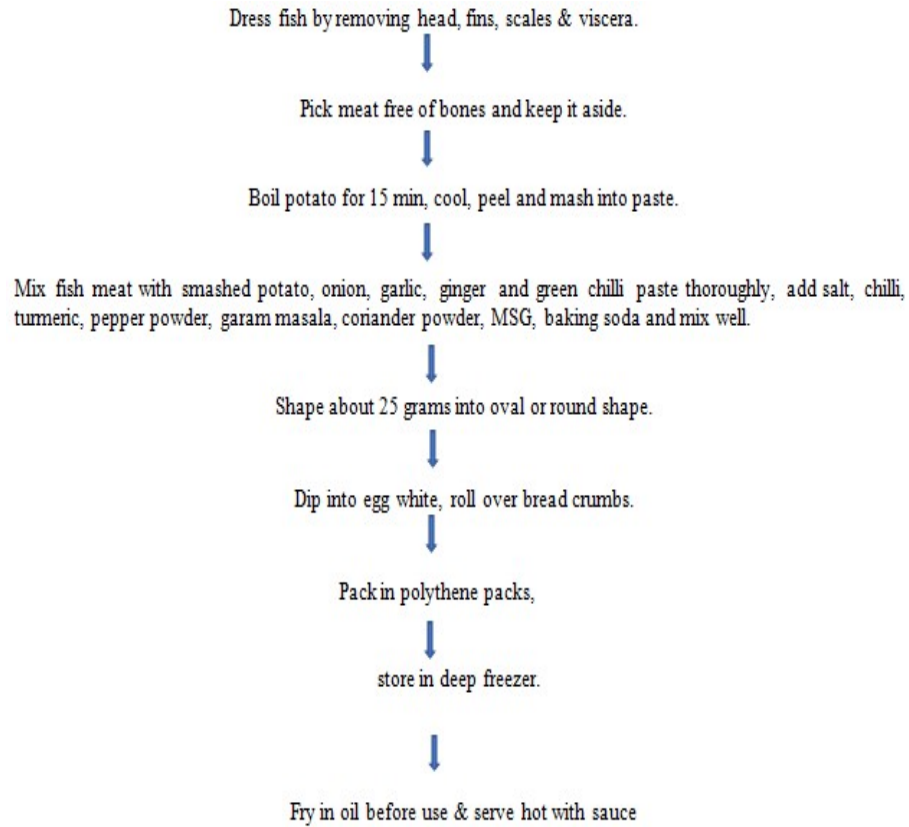 Dress fish by removing head, fins, scales & viscera.
Pick meat free of bones and keep it aside.
Boil potato for 15 min, cool, peel and mash into paste.
Mix fish meat with smashed potato, onion, garlic, ginger and green chilli paste thoroughly, add salt, chilli,
turmeric, pepper powder, garam masala, coriander powder, MSG, baking soda and mix well.
Shape about 25 grams into oval or round shape.
Dip into egg white, roll over bread crumbs.
Pack in polythene packs,
store in deep freezer.
Fry in oil before use & serve hot with sauce